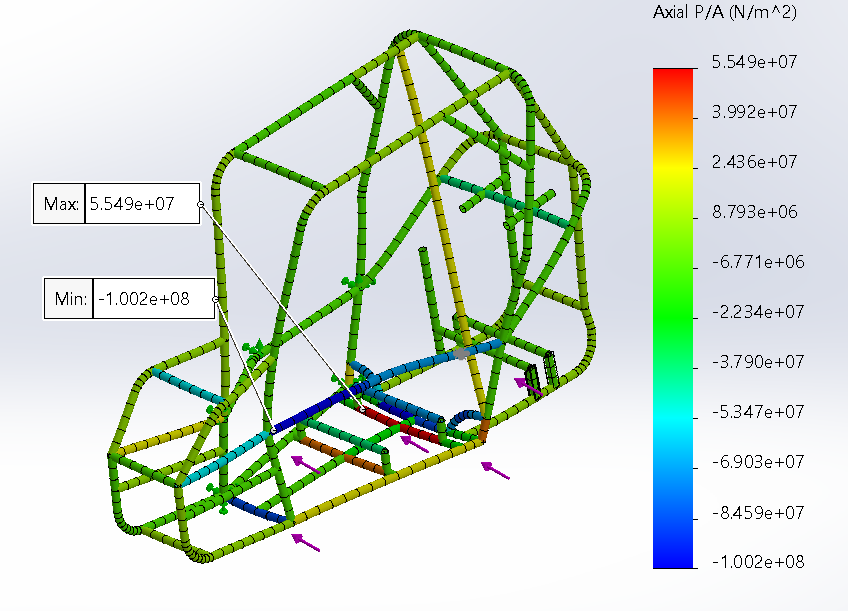 Axial P/A (N/m^2)
5.549e+07
3.992e+07
2.436e+07
8.793e+06
-6.771e+06
-2.234e+07
-3.790e+07
-5.347e+07
-6.903e+07
-8.459e+07
-1.002e+08
Max: 5.549e+07
Min: -1.002e+08